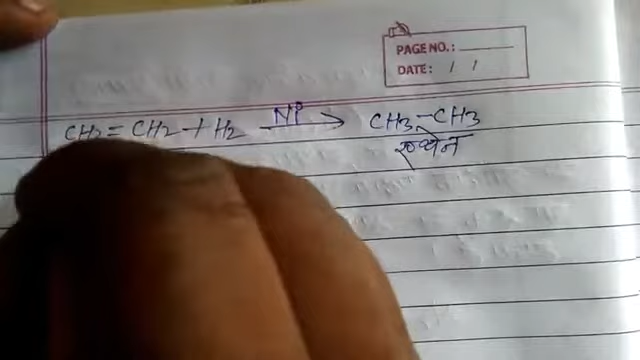 PAGE NO.:
DATE: / /
CH2 = CH2 + H2 —Ni→ CH3 - CH3
एथेन